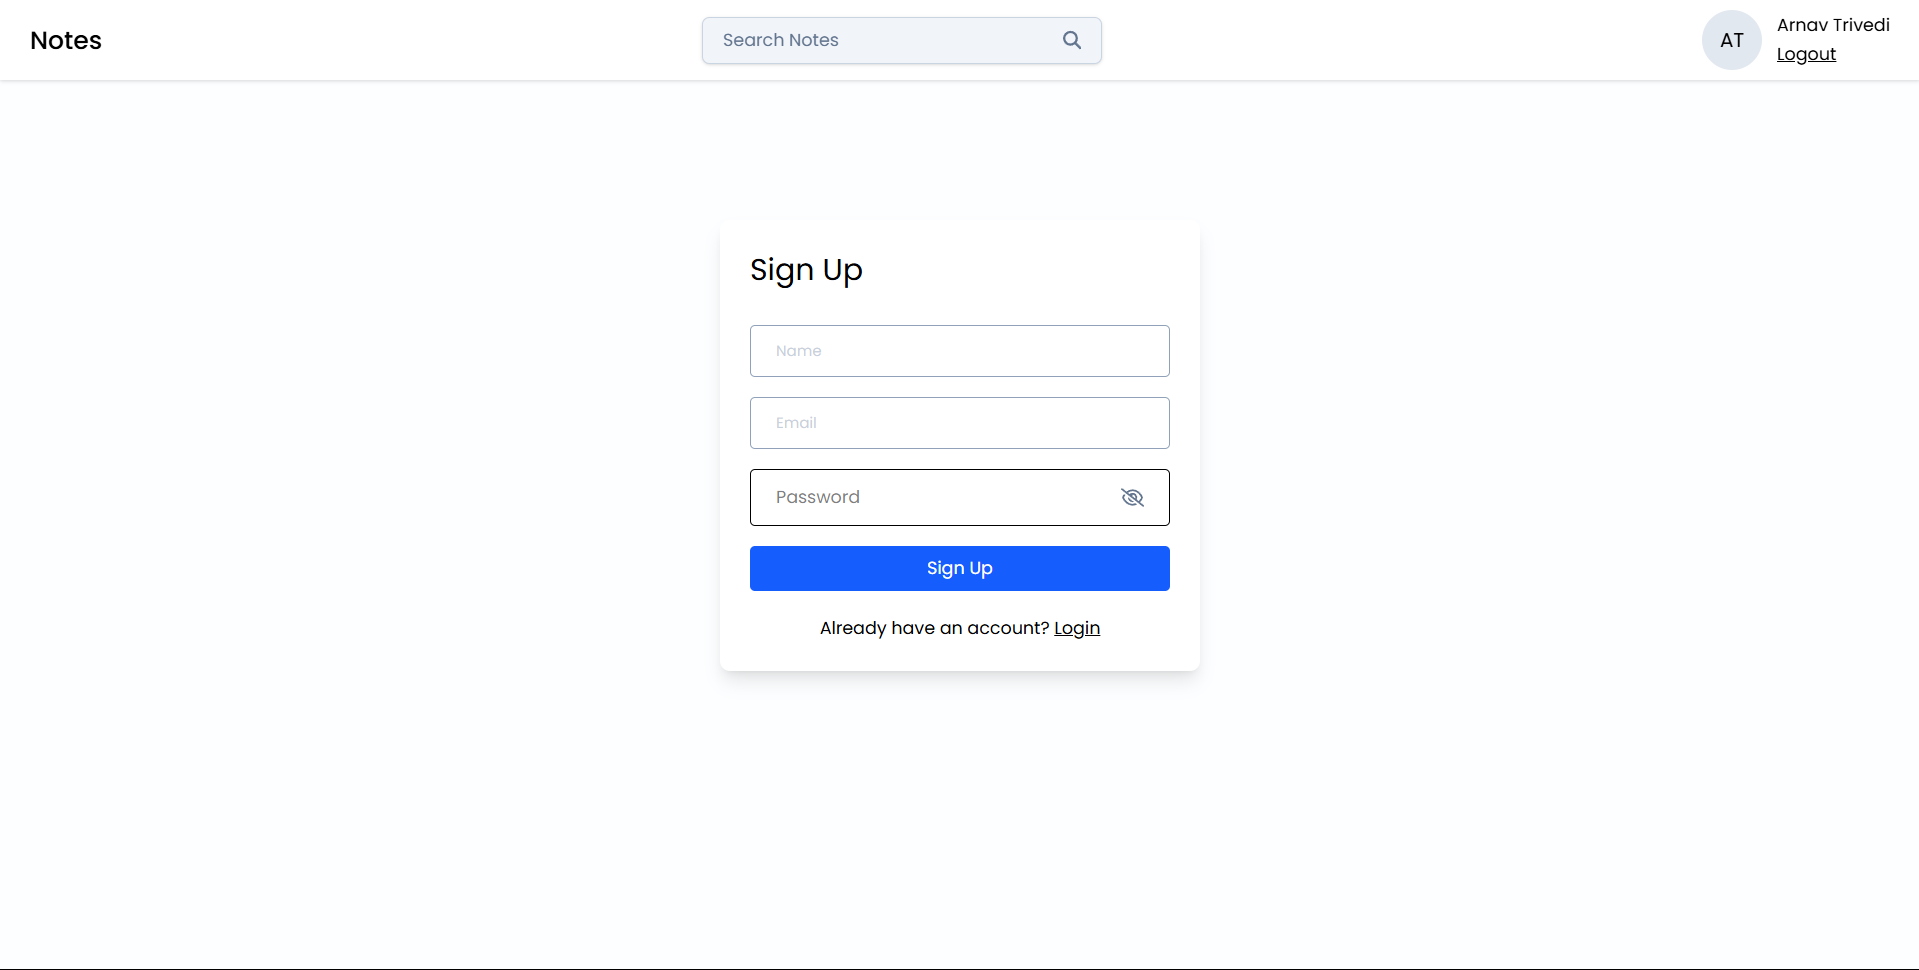 Notes
Search Notes
AT
Arnav Trivedi
Logout
Sign Up
Name
Email
Password
Sign Up
Already have an account? Login